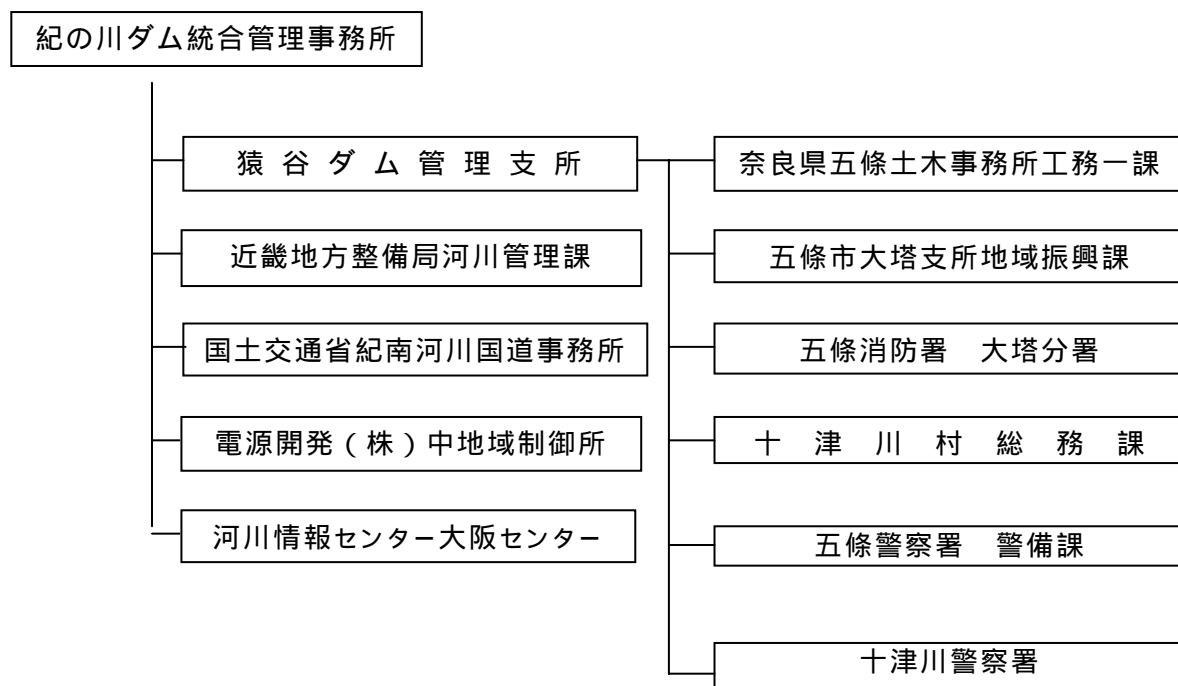 紀の川ダム統合管理事務所
猿谷ダム管理支所
奈良県五條土木事務所工務一課
近畿地方整備局河川管理課
五條市大塔支所地域振興課
国土交通省紀南河川国道事務所
五條消防署　大塔分署
電源開発（株）中地域制御所
十津川村総務課
河川情報センター大阪センター
五條警察署　警備課
十津川警察署